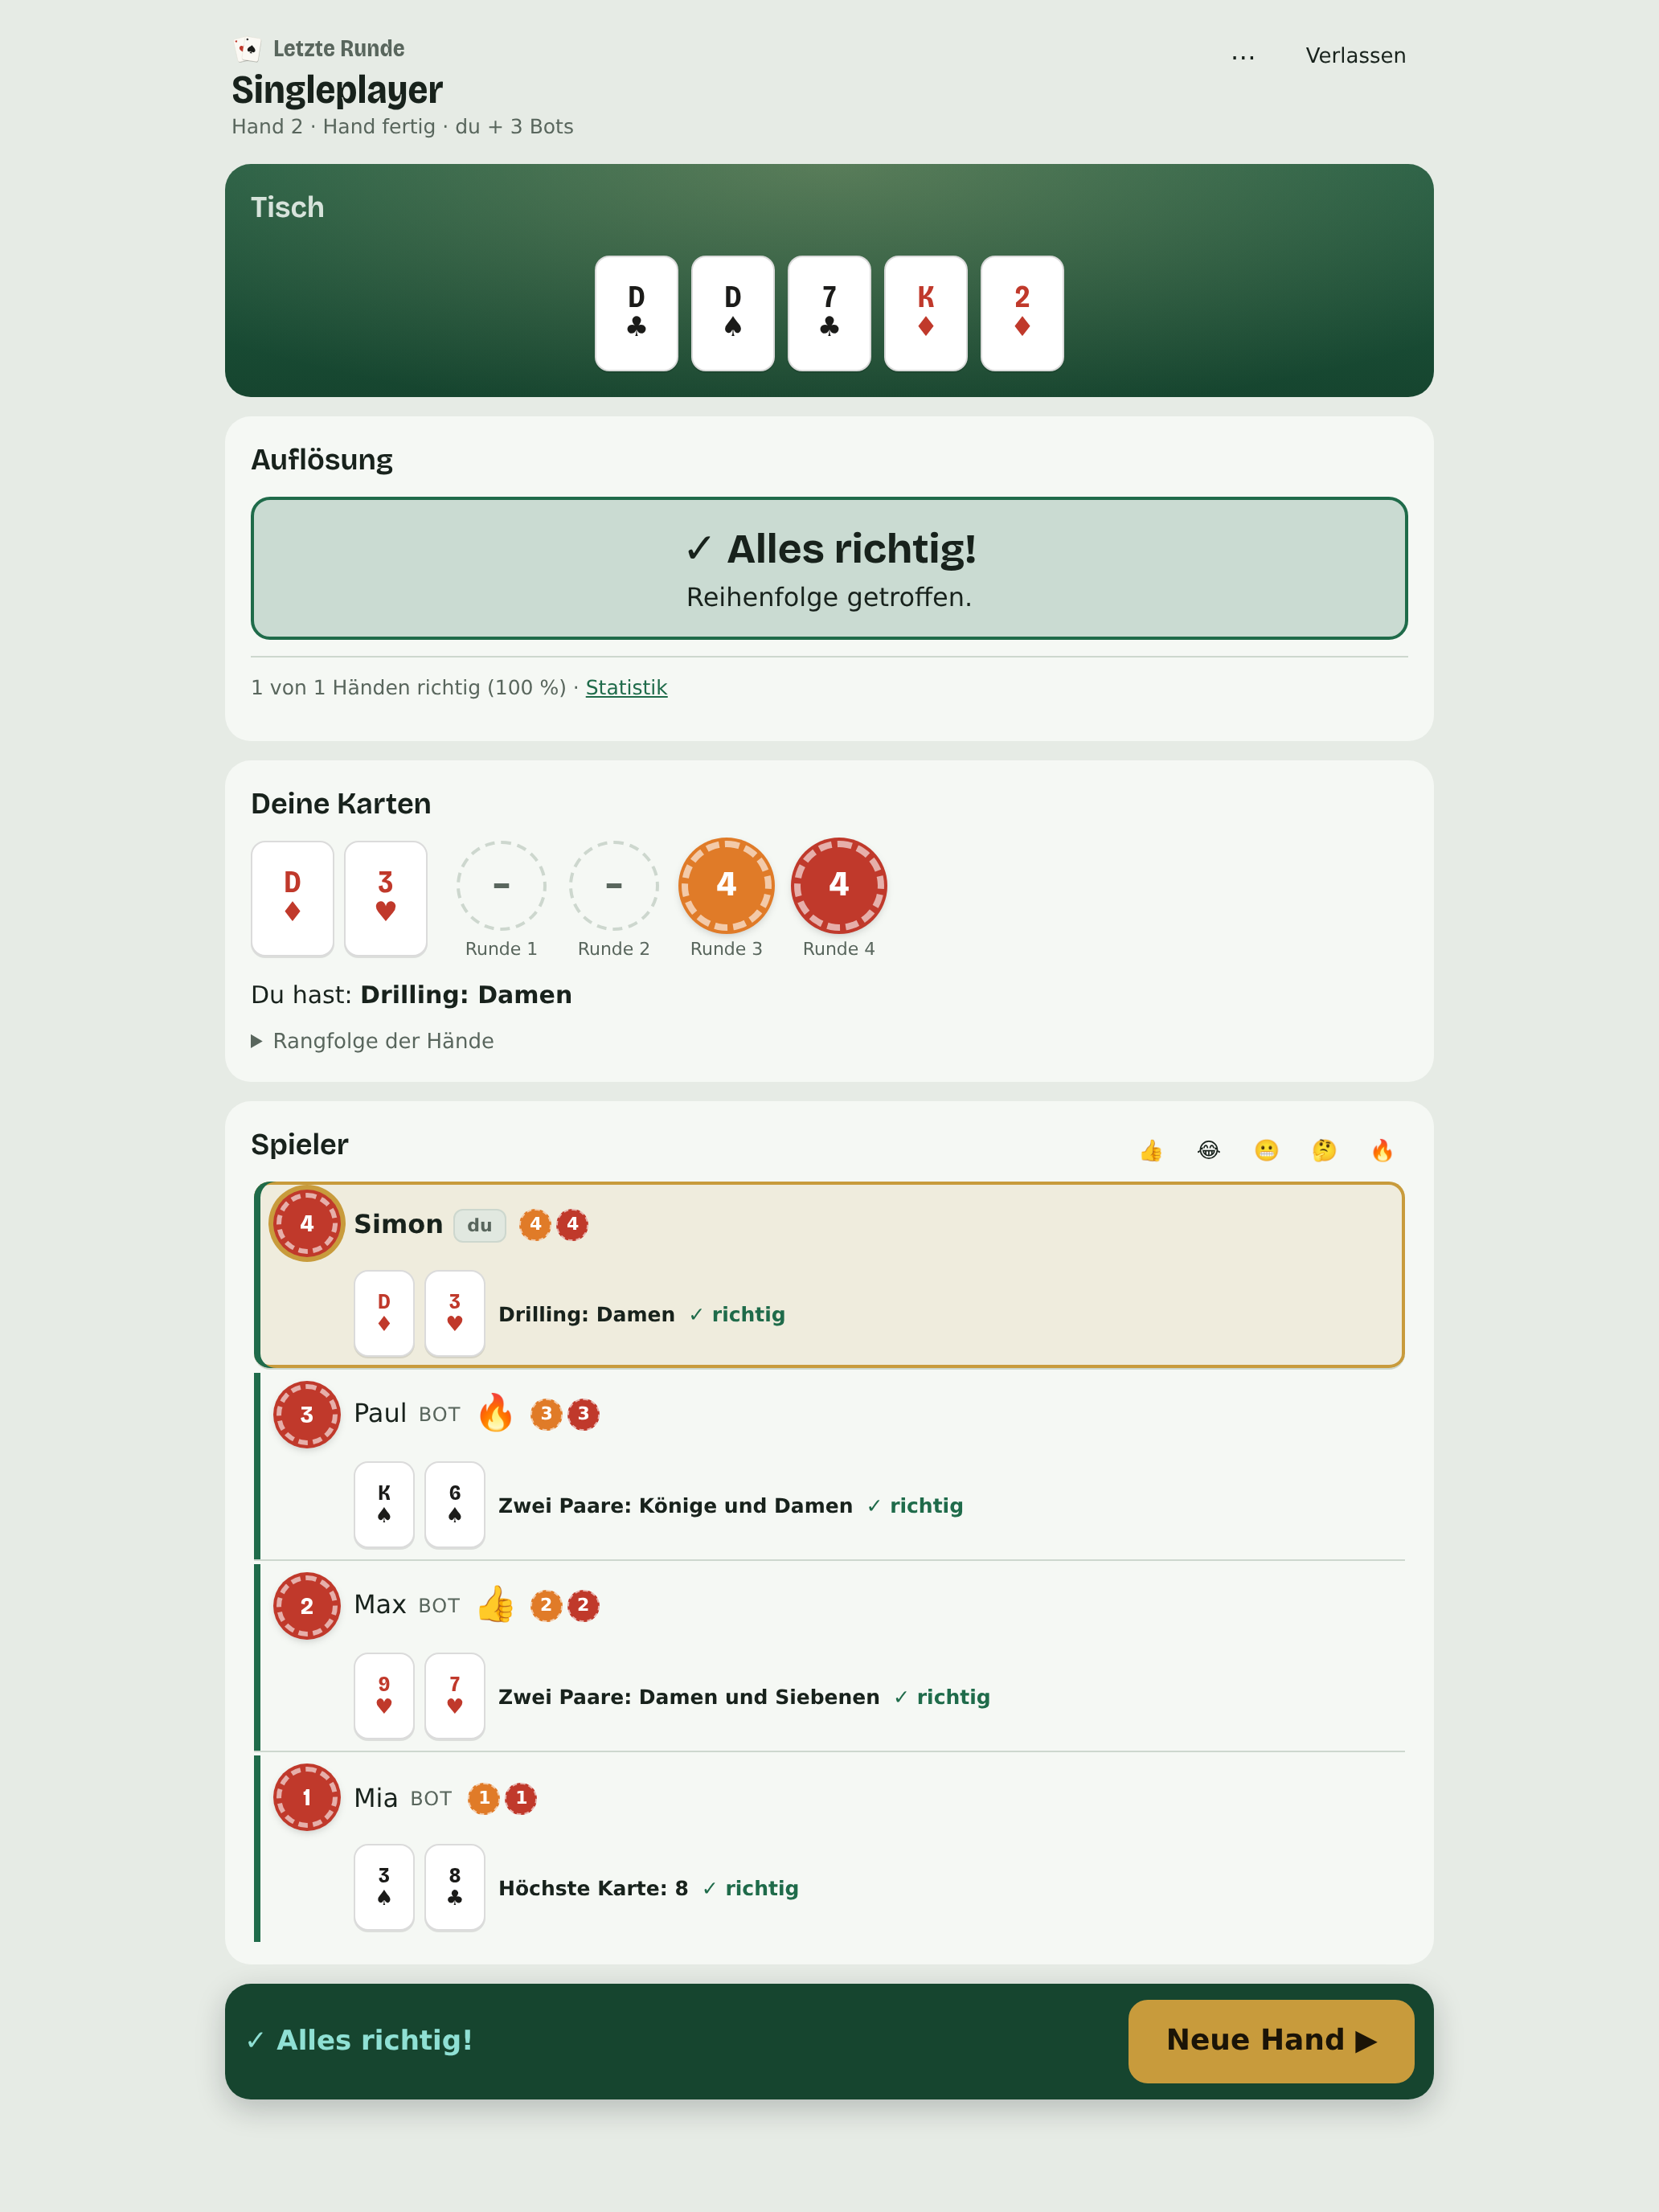 Letzte Runde
... Verlassen
Singleplayer
Hand 2 · Hand fertig · du + 3 Bots
Tisch
D D 7 K 2
♣ ♠ ♣ ♦ ♦
Auflösung
✓ Alles richtig!
Reihenfolge getroffen.
1 von 1 Händen richtig (100 %) · Statistik
Deine Karten
D 3 – – 4 4
♦ ♥
Runde 1 Runde 2 Runde 3 Runde 4
Du hast: Drilling: Damen
▶ Rangfolge der Hände
Spieler 👍 😂 😬 🤔 🔥
4 Simon du 4 4
D 3
♦ ♥
Drilling: Damen ✓ richtig
3 Paul BOT 🔥 3 3
K 6
♠ ♠
Zwei Paare: Könige und Damen ✓ richtig
2 Max BOT 👍 2 2
9 7
♥ ♥
Zwei Paare: Damen und Siebenen ✓ richtig
1 Mia BOT 1 1
3 8
♠ ♣
Höchste Karte: 8 ✓ richtig
✓ Alles richtig! Neue Hand ▶